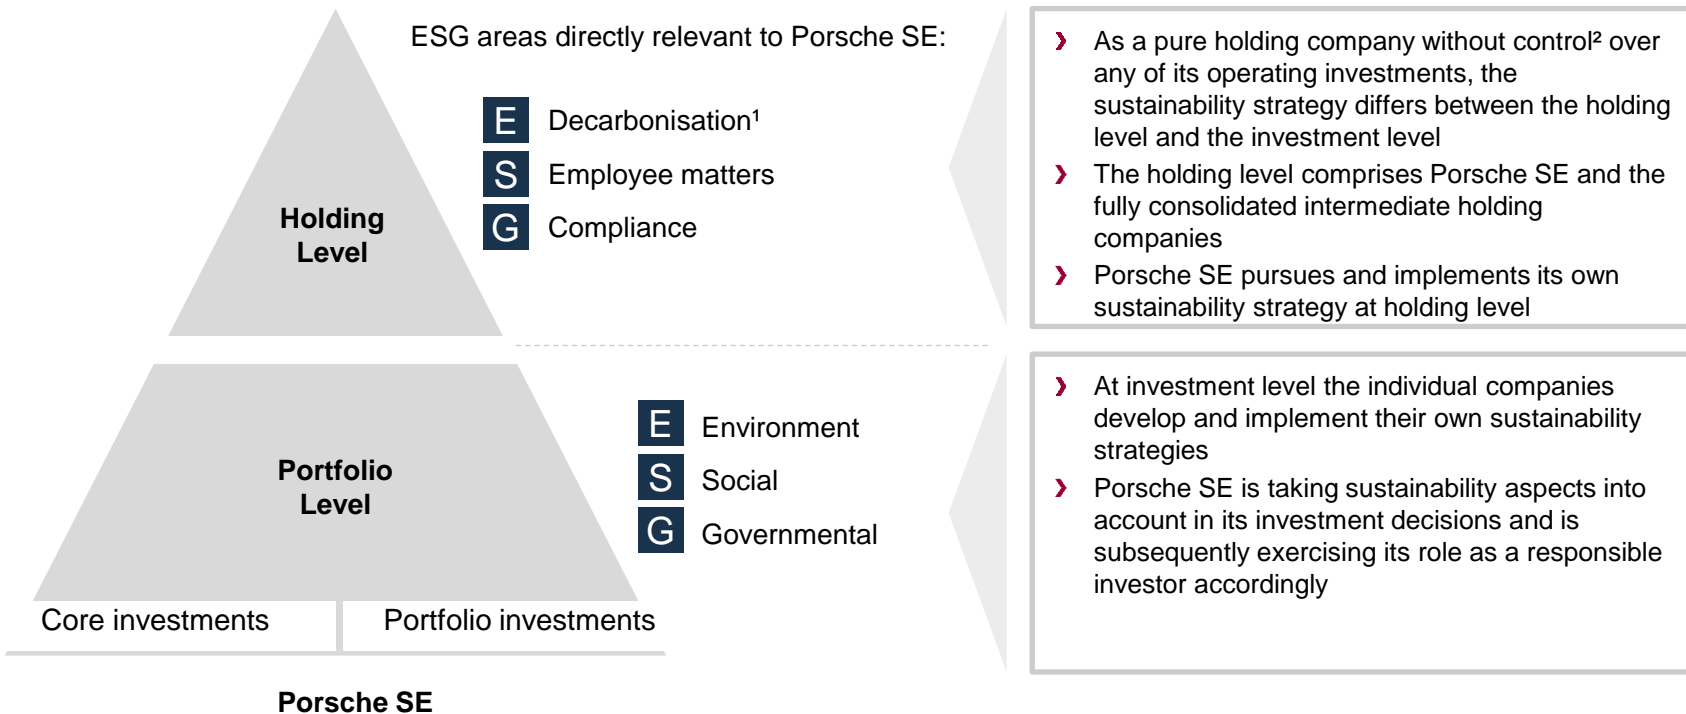 ESG areas directly relevant to Porsche SE:
E Decarbonisation¹
S Employee matters
G Compliance
Holding
Level
› As a pure holding company without control² over
any of its operating investments, the
sustainability strategy differs between the holding
level and the investment level
› The holding level comprises Porsche SE and the
fully consolidated intermediate holding
companies
› Porsche SE pursues and implements its own
sustainability strategy at holding level
Portfolio
Level
E Environment
S Social
G Governmental
› At investment level the individual companies
develop and implement their own sustainability
strategies
› Porsche SE is taking sustainability aspects into
account in its investment decisions and is
subsequently exercising its role as a responsible
investor accordingly
Core investments
Portfolio investments
Porsche SE